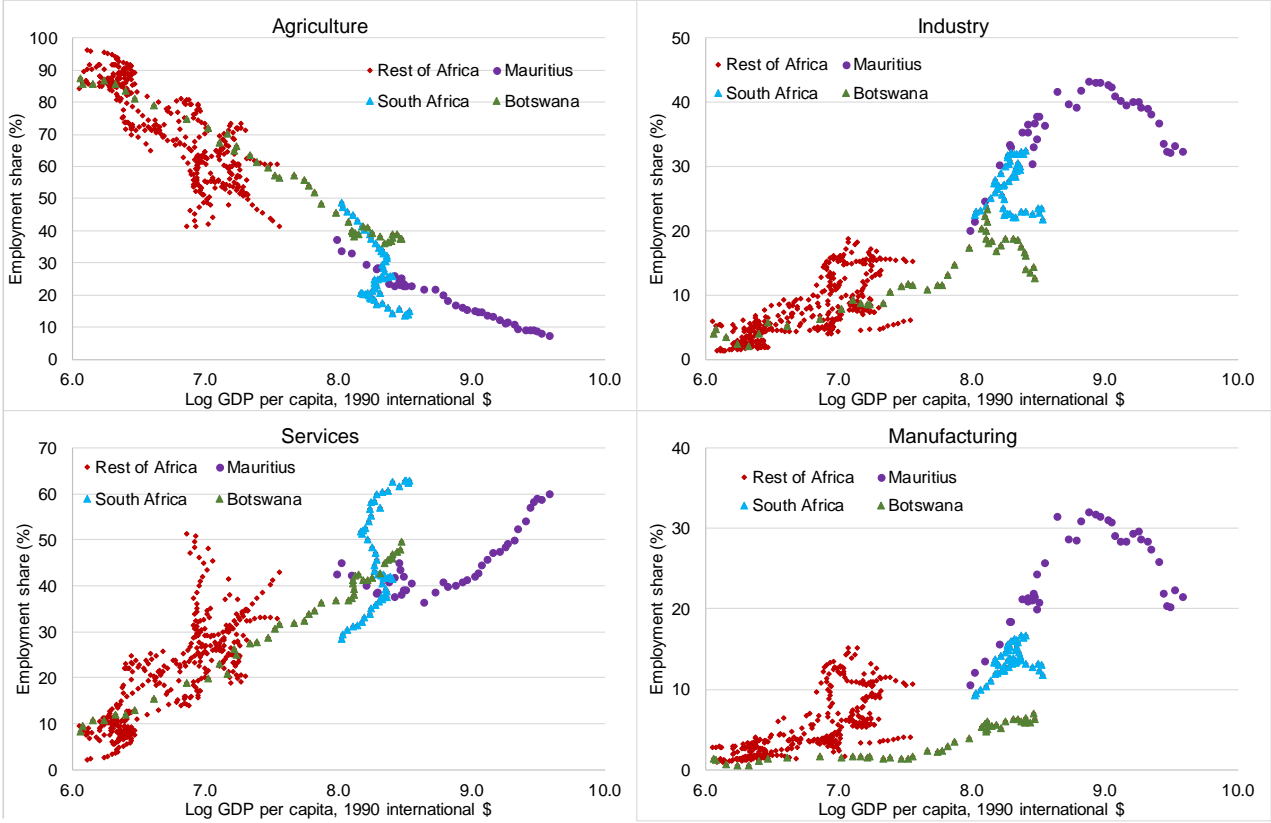 Agriculture
Rest of Africa
Mauritius
South Africa
Botswana
Employment share (%)
100
90
80
70
60
50
40
30
20
10
0
6.0 7.0 8.0 9.0 10.0
Log GDP per capita, 1990 international $
Industry
Rest of Africa
Mauritius
South Africa
Botswana
Employment share (%)
50
40
30
20
10
0
6.0 7.0 8.0 9.0 10.0
Log GDP per capita, 1990 international $
Services
Rest of Africa
Mauritius
South Africa
Botswana
Employment share (%)
70
60
50
40
30
20
10
0
6.0 7.0 8.0 9.0 10.0
Log GDP per capita, 1990 international $
Manufacturing
Rest of Africa
Mauritius
South Africa
Botswana
Employment share (%)
40
30
20
10
0
6.0 7.0 8.0 9.0 10.0
Log GDP per capita, 1990 international $